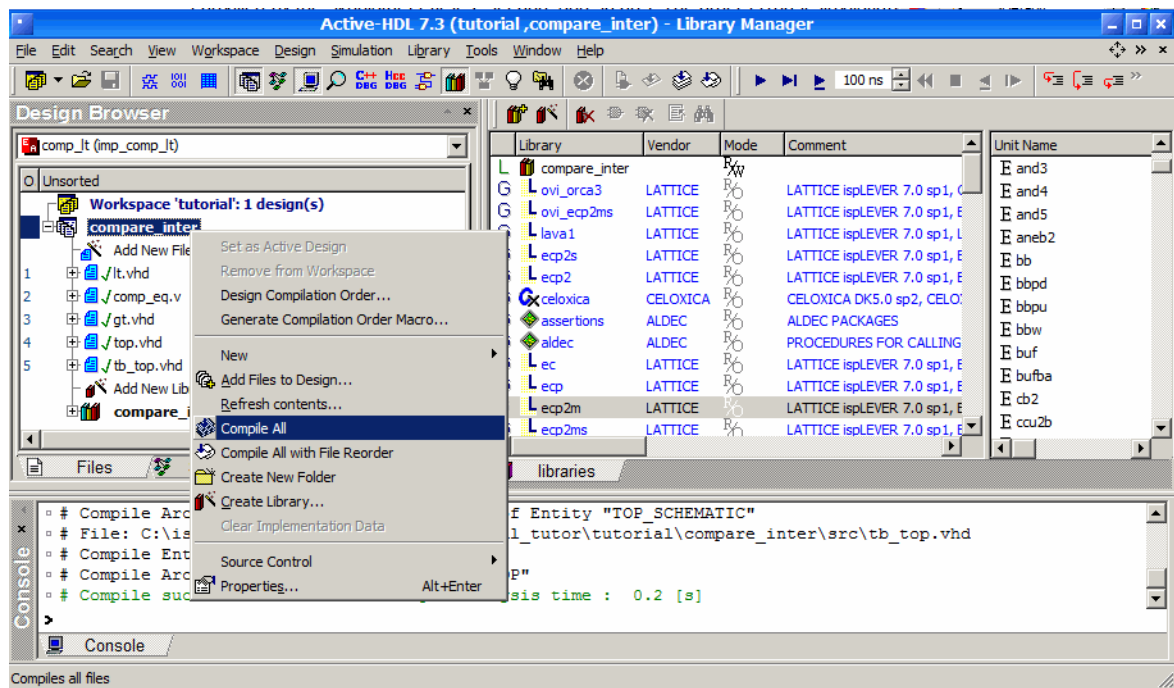 Active-HDL 7.3 (tutorial ,compare_inter) - Library Manager
File Edit Search View Workspace Design Simulation Library Tools Window Help
C++ DBG HEE DBG 100 ns
Design Browser
comp_lt (imp_comp_lt)
O Unsorted
Workspace 'tutorial': 1 design(s)
compare_inter
Add New File
1 lt.vhd
2 comp_eq.v
3 gt.vhd
4 top.vhd
5 tb_top.vhd
Add New Lib
compare_i
Files
Set as Active Design
Remove from Workspace
Design Compilation Order...
Generate Compilation Order Macro...
New
Add Files to Design...
Refresh contents...
Compile All
Compile All with File Reorder
Create New Folder
Create Library...
Clear Implementation Data
Source Control
Properties... Alt+Enter
Library Vendor Mode Comment
L compare_inter R/W
G L ovi_orca3 LATTICE R/O LATTICE ispLEVER 7.0 sp1, C
G L ovi_ecp2ms LATTICE R/O LATTICE ispLEVER 7.0 sp1, E
L lava1 LATTICE R/O LATTICE ispLEVER 7.0 sp1, L
L ecp2s LATTICE R/O LATTICE ispLEVER 7.0 sp1, E
L ecp2 LATTICE R/O LATTICE ispLEVER 7.0 sp1, E
celoxica CELOXICA R/O CELOXICA DK5.0 sp2, CELO
assertions ALDEC R/O ALDEC PACKAGES
aldec ALDEC R/O PROCEDURES FOR CALLING
L ec LATTICE R/O LATTICE ispLEVER 7.0 sp1, E
L ecp LATTICE R/O LATTICE ispLEVER 7.0 sp1, E
L ecp2m LATTICE R/O LATTICE ispLEVER 7.0 sp1, E
L ecp2ms LATTICE R/O LATTICE ispLEVER 7.0 sp1, E
libraries
Unit Name
E and3
E and4
E and5
E aneb2
E bb
E bbpd
E bbpu
E bbw
E buf
E bufba
E cb2
E ccu2b
# Compile Arc f Entity "TOP_SCHEMATIC"
# File: C:\is l_tutor\tutorial\compare_inter\src\tb_top.vhd
# Compile Ent
# Compile Arc P"
# Compile suc sis time : 0.2 [s]
>
Console
Console
Compiles all files